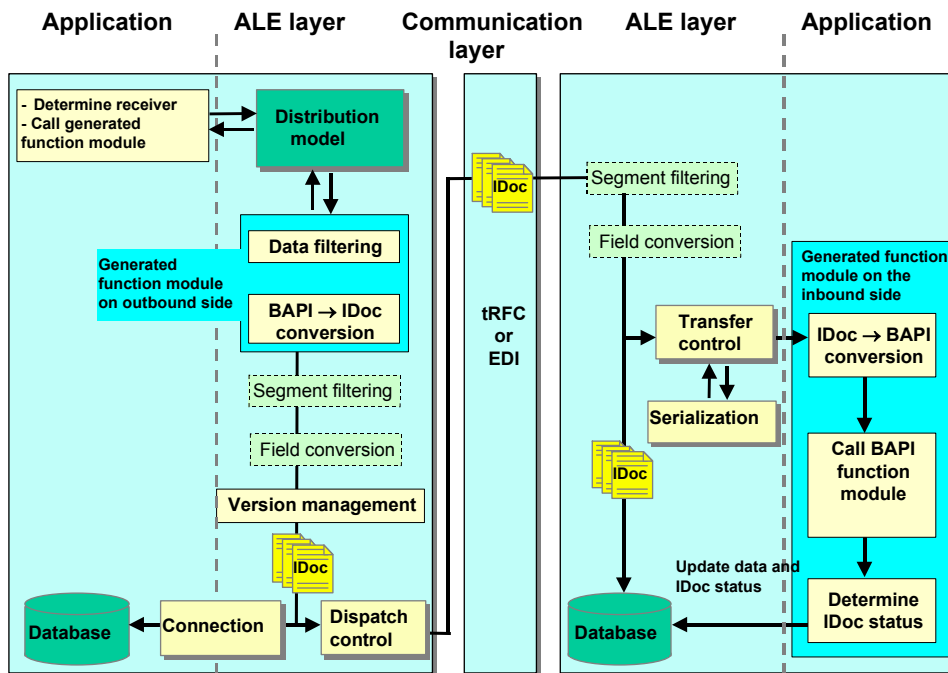 Application
ALE layer
Communication
layer
ALE layer
Application
- Determine receiver
- Call generated
function module
Distribution
model
Data filtering
Generated
function module
on outbound side
BAPI → IDoc
conversion
Segment filtering
Field conversion
Version management
IDoc
Database
Connection
Dispatch
control
IDoc
tRFC
or
EDI
Segment filtering
Field conversion
Transfer
control
Serialization
IDoc
Update data and
IDoc status
Database
Generated function
module on the
inbound side
IDoc → BAPI
conversion
Call BAPI
function
module
Determine
IDoc status